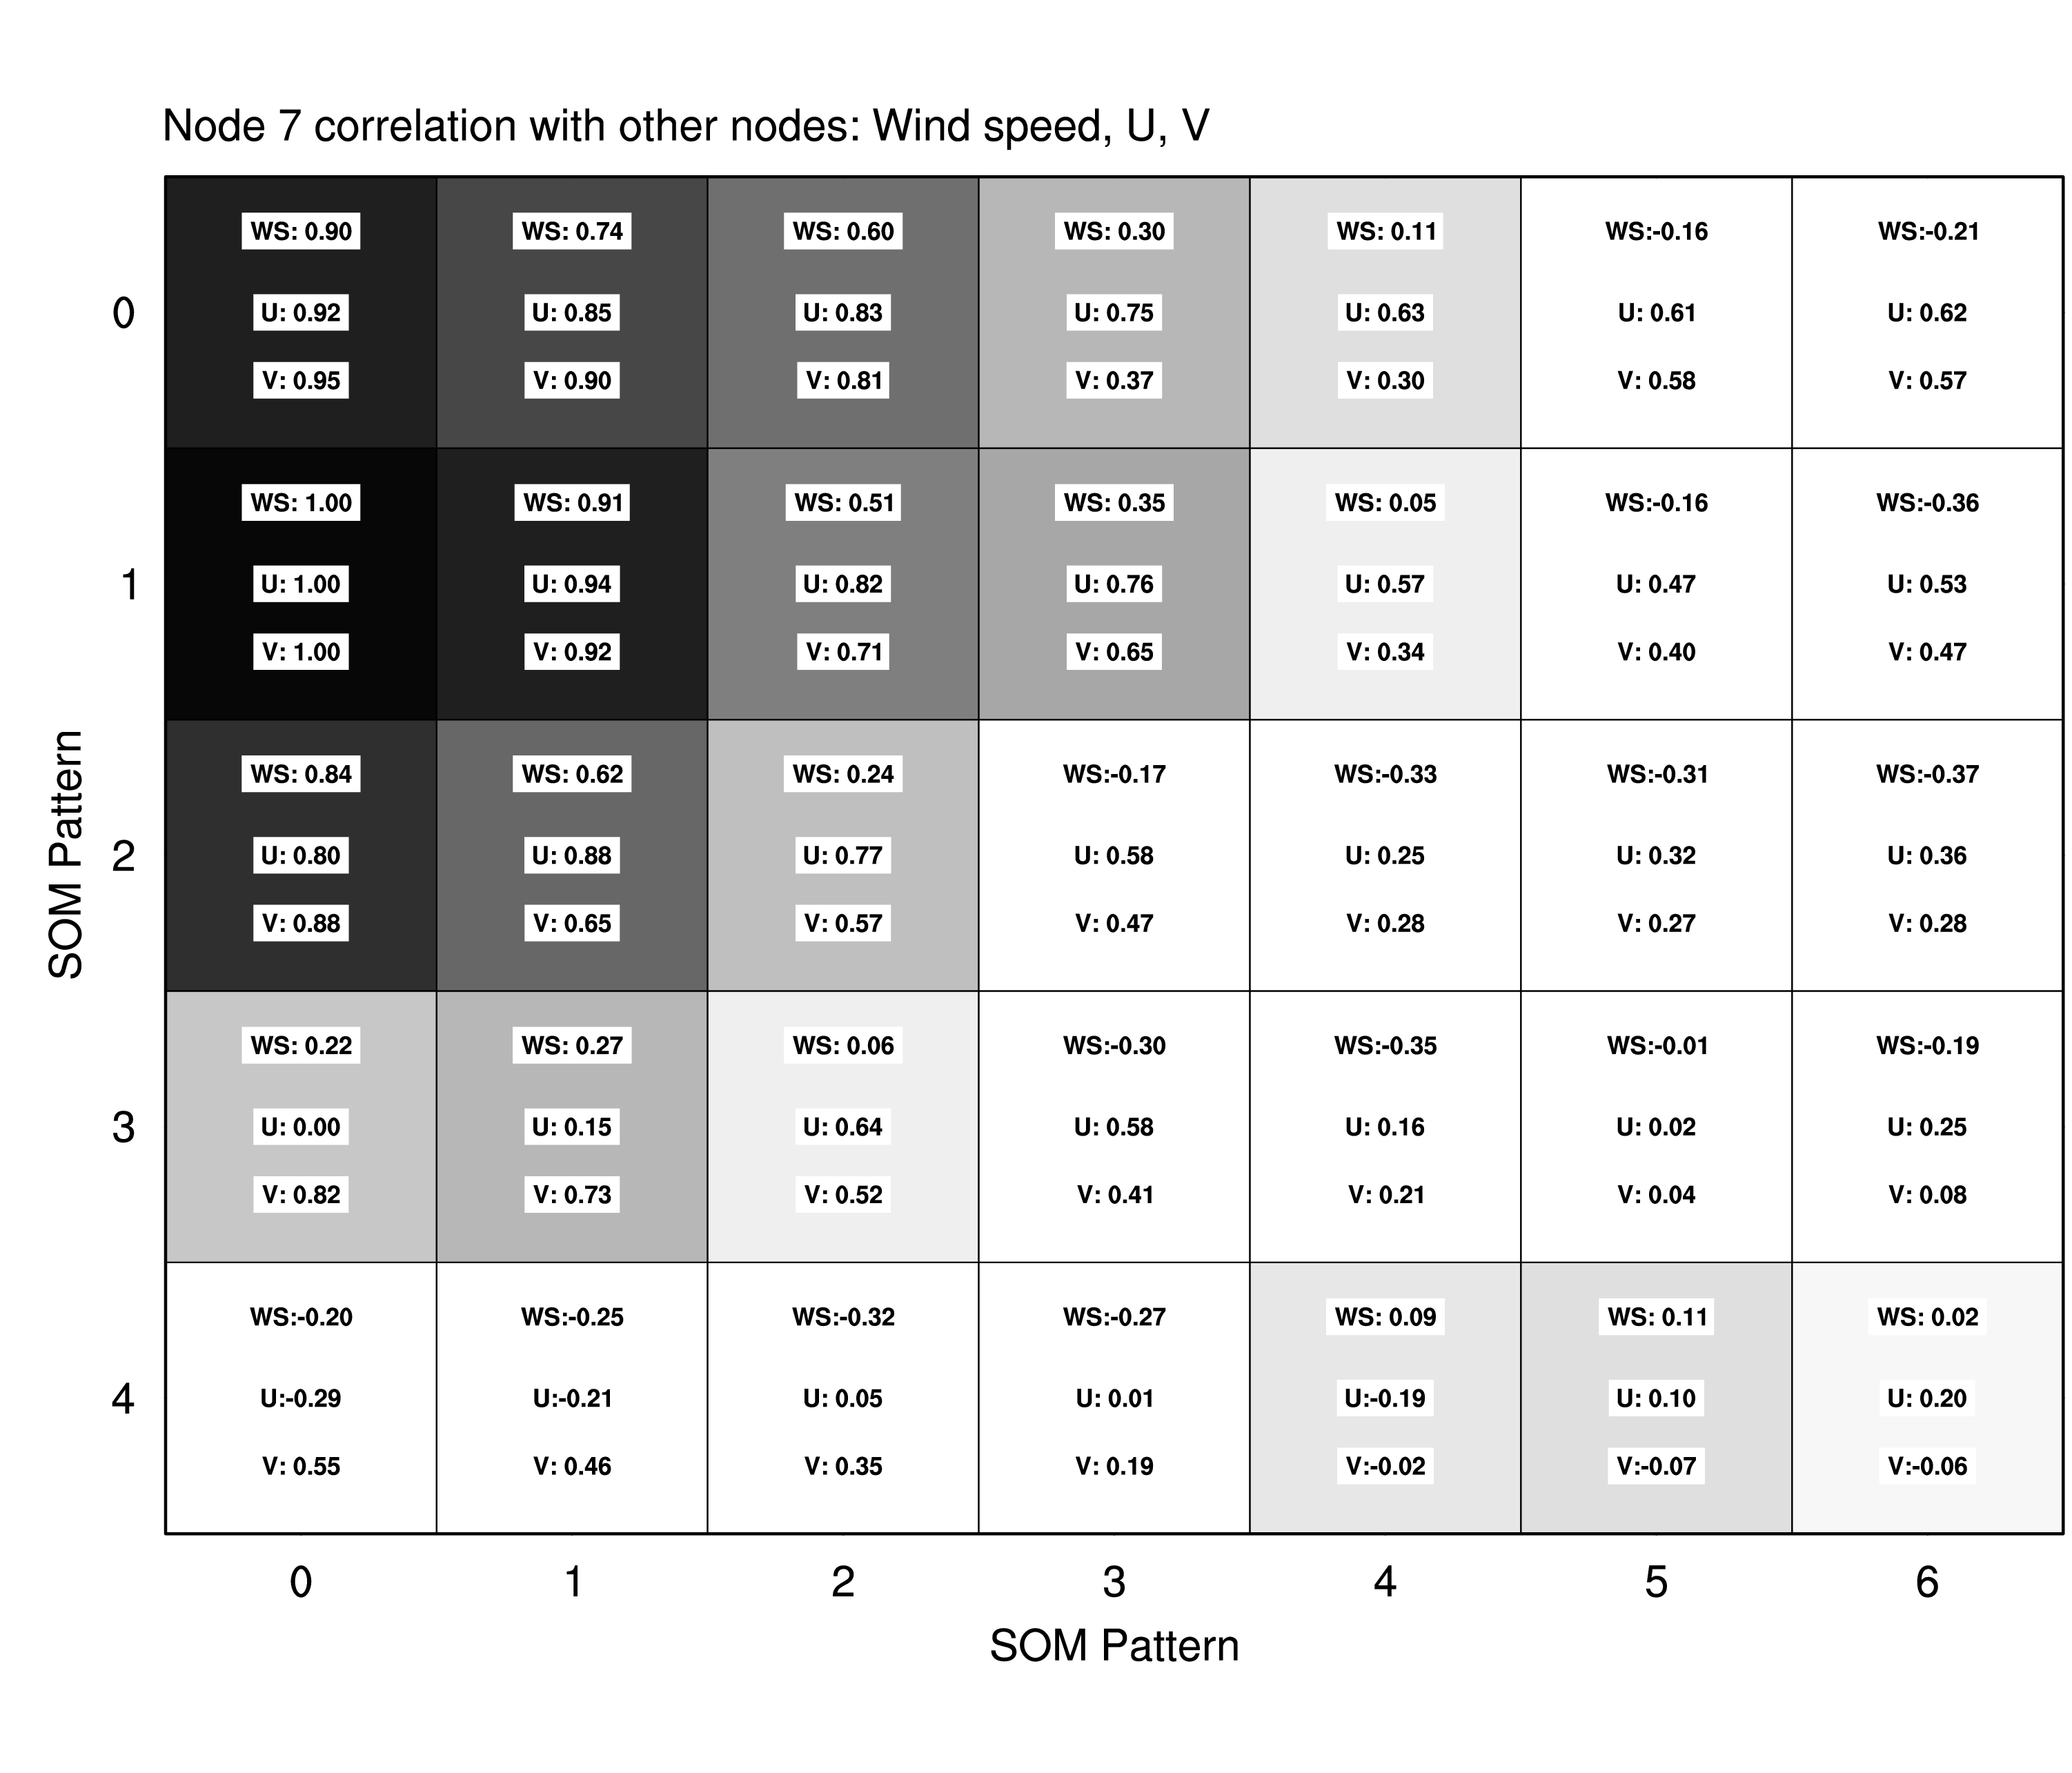 Node 7 correlation with other nodes: Wind speed, U, V
WS: 0.90 WS: 0.74 WS: 0.60 WS: 0.30 WS: 0.11 WS:-0.16 WS:-0.21
0 U: 0.92 U: 0.85 U: 0.83 U: 0.75 U: 0.63 U: 0.61 U: 0.62
V: 0.95 V: 0.90 V: 0.81 V: 0.37 V: 0.30 V: 0.58 V: 0.57
WS: 1.00 WS: 0.91 WS: 0.51 WS: 0.35 WS: 0.05 WS:-0.16 WS:-0.36
1 U: 1.00 U: 0.94 U: 0.82 U: 0.76 U: 0.57 U: 0.47 U: 0.53
V: 1.00 V: 0.92 V: 0.71 V: 0.65 V: 0.34 V: 0.40 V: 0.47
WS: 0.84 WS: 0.62 WS: 0.24 WS:-0.17 WS:-0.33 WS:-0.31 WS:-0.37
2 U: 0.80 U: 0.88 U: 0.77 U: 0.58 U: 0.25 U: 0.32 U: 0.36
V: 0.88 V: 0.65 V: 0.57 V: 0.47 V: 0.28 V: 0.27 V: 0.28
WS: 0.22 WS: 0.27 WS: 0.06 WS:-0.30 WS:-0.35 WS:-0.01 WS:-0.19
3 U: 0.00 U: 0.15 U: 0.64 U: 0.58 U: 0.16 U: 0.02 U: 0.25
V: 0.82 V: 0.73 V: 0.52 V: 0.41 V: 0.21 V: 0.04 V: 0.08
WS:-0.20 WS:-0.25 WS:-0.32 WS:-0.27 WS: 0.09 WS: 0.11 WS: 0.02
4 U:-0.29 U:-0.21 U: 0.05 U: 0.01 U:-0.19 U: 0.10 U: 0.20
V: 0.55 V: 0.46 V: 0.35 V: 0.19 V:-0.02 V:-0.07 V:-0.06
0 1 2 3 4 5 6
SOM Pattern
SOM Pattern